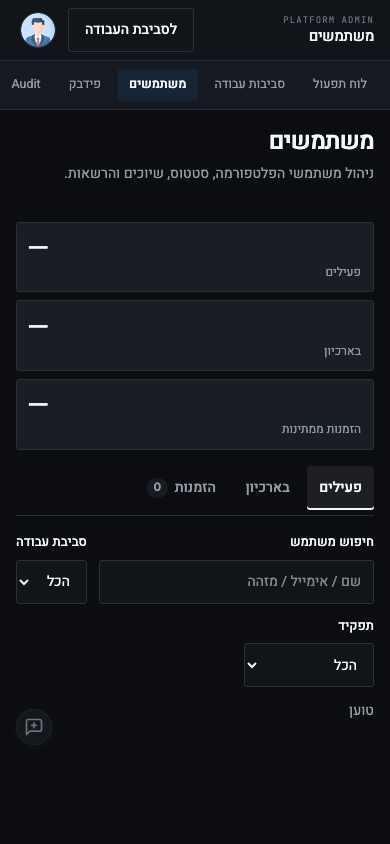 PLATFORM ADMIN
משתמשים
לסביבת העבודה
לוח תפעול
סביבות עבודה
משתמשים
פידבק
Audit
משתמשים
ניהול משתמשי הפלטפורמה, סטטוס, שיוכים והרשאות.
—
פעילים
—
בארכיון
—
הזמנות ממתינות
פעילים
בארכיון
הזמנות 0
חיפוש משתמש
סביבת עבודה
שם / אימייל / מזהה
הכל
תפקיד
הכל
טוען